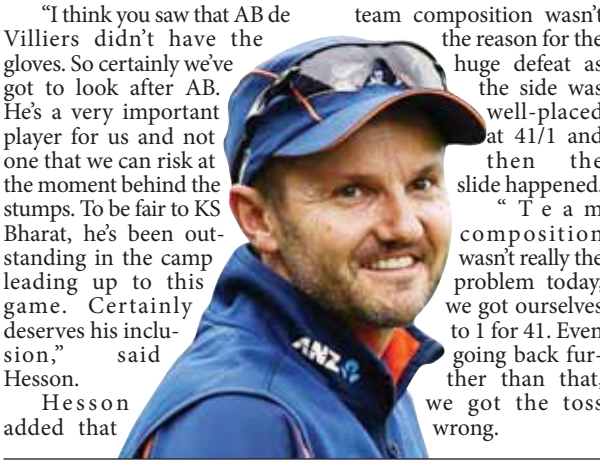 “I think you saw that AB de
Villiers didn’t have the
gloves. So certainly we’ve
got to look after AB.
He’s a very important
player for us and not
one that we can risk at
the moment behind the
stumps. To be fair to KS
Bharat, he’s been out-
standing in the camp
leading up to this
game. Certainly
deserves his inclu-
sion,” said
Hesson.
Hesson
added that
team composition wasn’t
the reason for the
huge defeat as
the side was
well-placed
at 41/1 and
then the
slide happened.
“Team
composition
wasn’t really the
problem today,
we got ourselves
to 1 for 41. Even
going back fur-
ther than that,
we got the toss
wrong.
ANZ